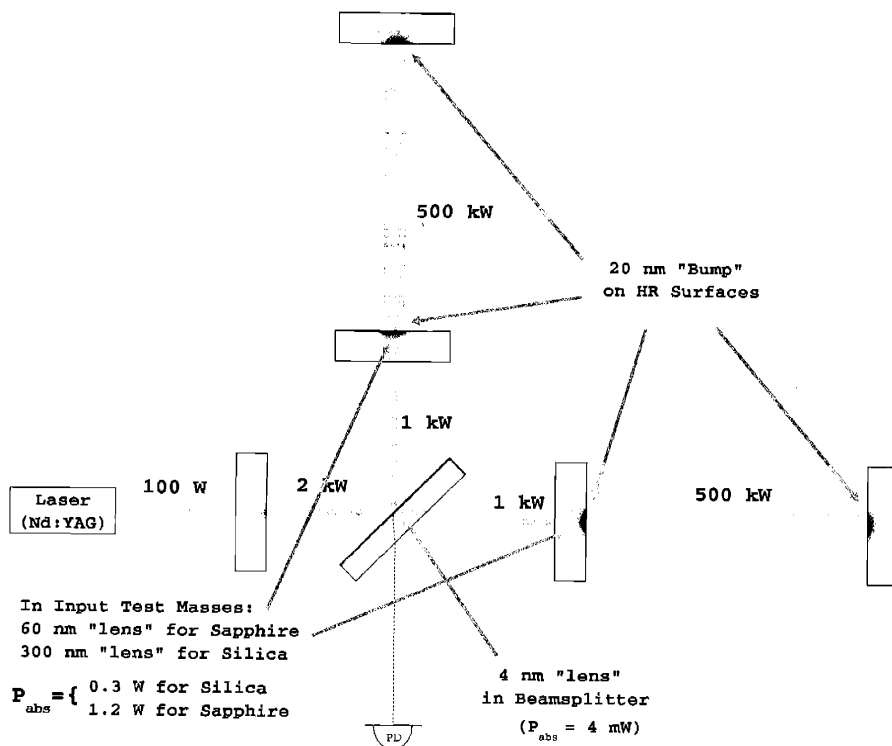 500 kW
20 nm "Bump"
on HR Surfaces
1 kW
100 W
2 kW
1 kW
500 kW
Laser
(Nd:YAG)
In Input Test Masses:
60 nm "lens" for Sapphire
300 nm "lens" for Silica
P abs = { 0.3 W for Silica
1.2 W for Sapphire
4 nm "lens"
in Beamsplitter
(P abs = 4 mW)
PD